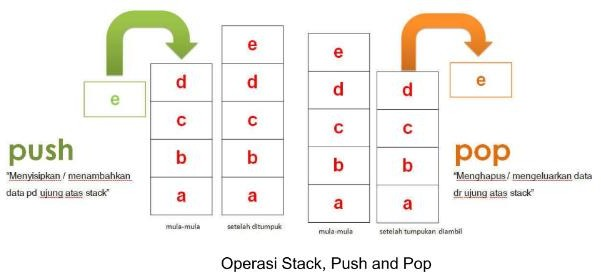 e
push
"Menyisipkan / menambahkan
data pd ujung atas stack"
d
c
b
a
mula-mula
e
d
c
b
a
setelah ditumpuk
e
d
c
b
a
mula-mula
d
c
b
a
setelah tumpukan diambil
e
pop
"Menghapus / mengeluarkan data
dr ujung atas stack"
Operasi Stack, Push and Pop